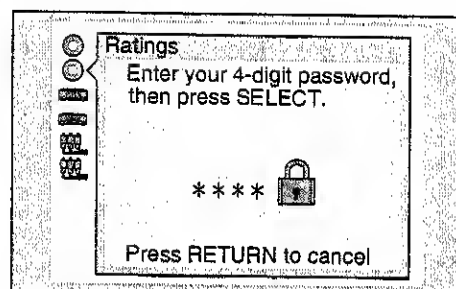 Ratings
Enter your 4-digit password,
then press SELECT.
****
Press RETURN to cancel